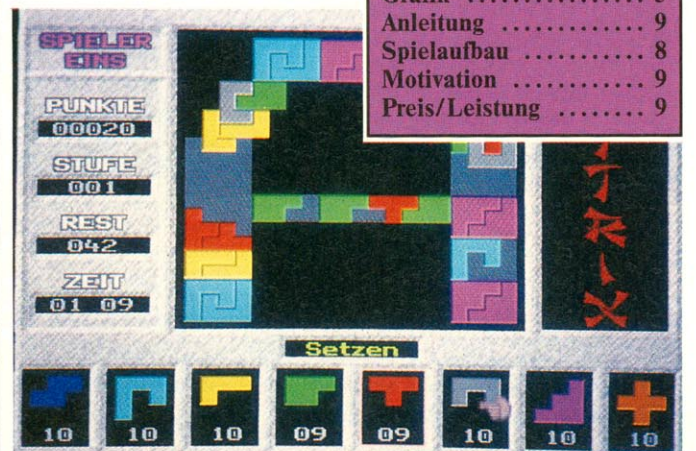 Grafik
Anleitung ............... 9
Spielaufbau ........... 8
Motivation ............ 9
Preis/Leistung ........ 9
SPIELER
EINS
PUNKTE
00020
STUFE
001
REST
042
ZEIT
01 09
T
R
I
X
Setzen
10 10 10 09 09 10 10 10